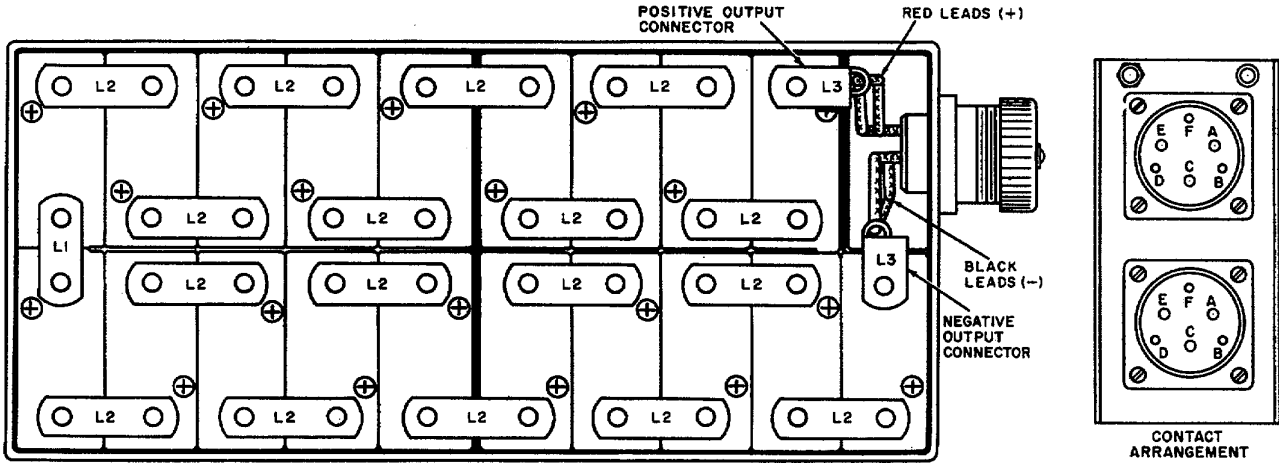 POSITIVE OUTPUT
CONNECTOR
RED LEADS (+)
L2
L2
L2
L2
L3
L1
L2
L2
L2
L2
L2
L2
L2
L2
L3
BLACK
LEADS (−)
NEGATIVE
OUTPUT
CONNECTOR
L2
L2
L2
L2
L2
E
F
A
D
C
B
E
F
A
D
C
B
CONTACT
ARRANGEMENT